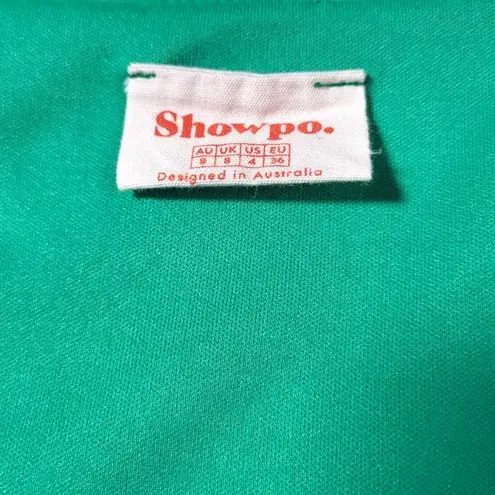 Showpo.
AU UK US EU
8 8 4 36
Designed in Australia